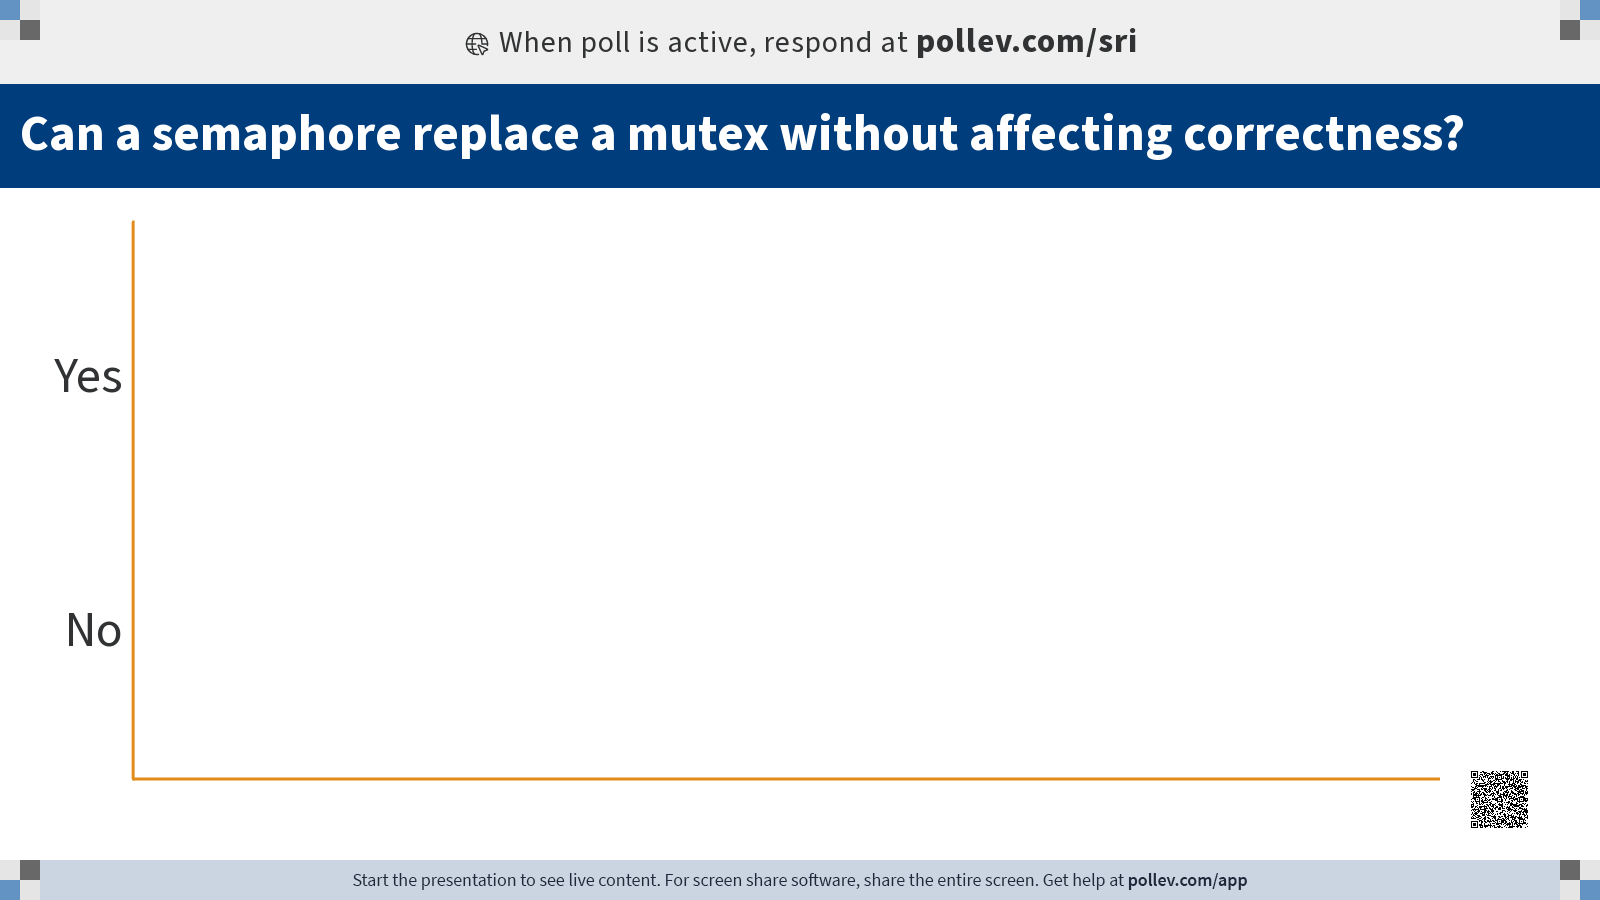 When poll is active, respond at pollev.com/sri
Can a semaphore replace a mutex without affecting correctness?
Yes
No
Start the presentation to see live content. For screen share software, share the entire screen. Get help at pollev.com/app